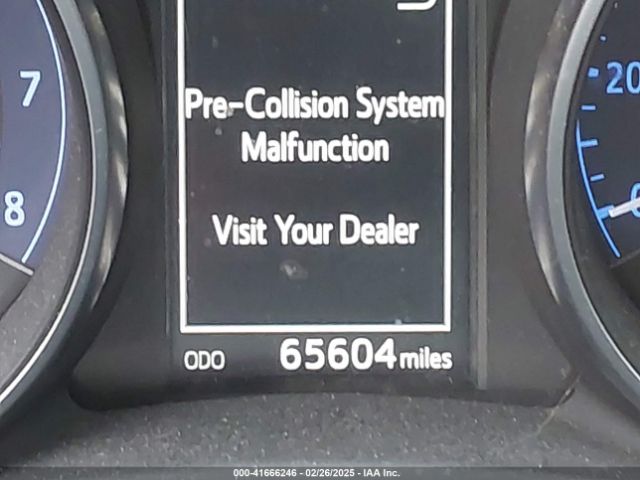 7
8
Pre-Collision System
Malfunction
Visit Your Dealer
ODO 65604 miles
20
0
000-41666246 - 02/26/2025 - IAA Inc.